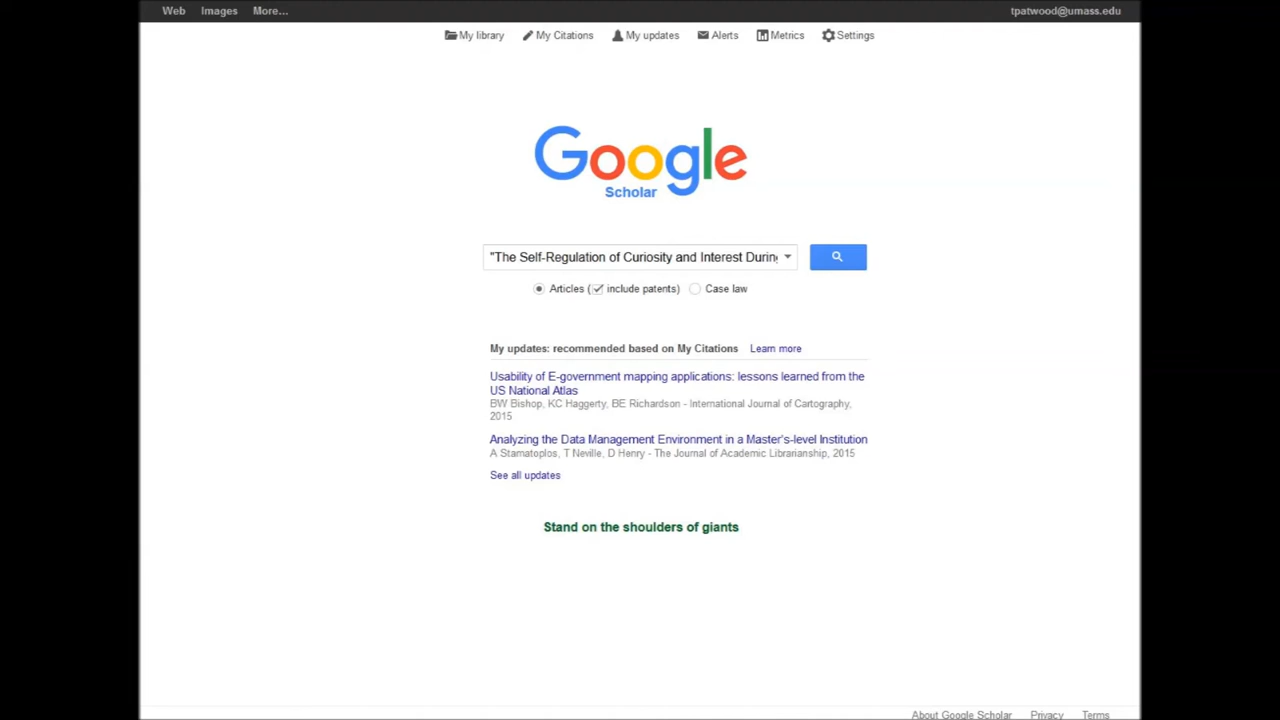 Web Images More... tpatwood@umass.edu
My library My Citations My updates Alerts Metrics Settings
Google
Scholar
"The Self-Regulation of Curiosity and Interest During
Articles ( include patents) Case law
My updates: recommended based on My Citations Learn more
Usability of E-government mapping applications: lessons learned from the
US National Atlas
BW Bishop, KC Haggerty, BE Richardson - International Journal of Cartography,
2015
Analyzing the Data Management Environment in a Master's-level Institution
A Stamatoplos, T Neville, D Henry - The Journal of Academic Librarianship, 2015
See all updates
Stand on the shoulders of giants
About Google Scholar Privacy Terms